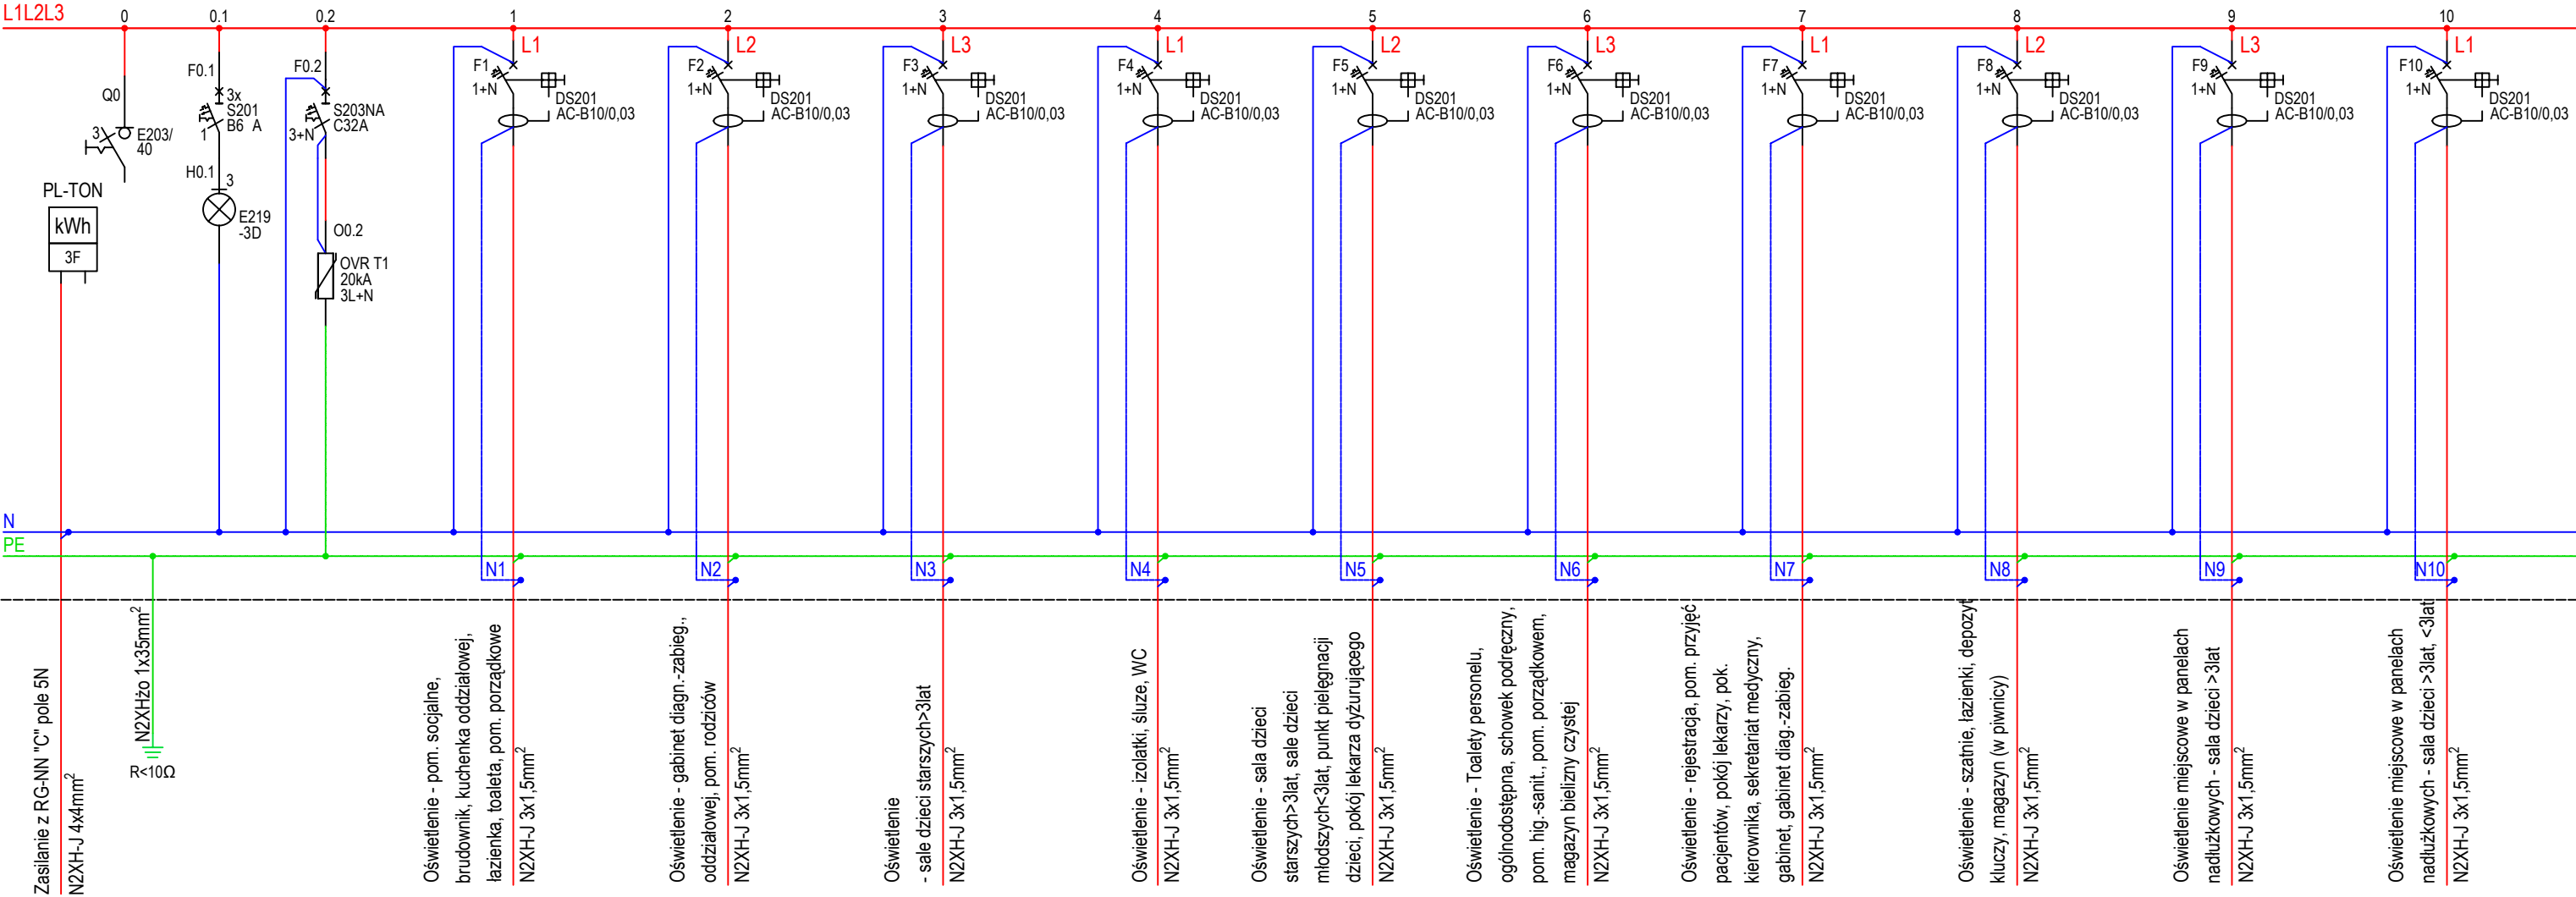 L1L2L3
0
0.1
0.2
1
2
3
4
5
6
7
8
9
10
Q0
3
E203/
40
PL-TON
kWh
3F
F0.1
3x
S201
B6 A
1
H0.1
3
E219
-3D
F0.2
S203NA
C32A
3+N
O0.2
OVR T1
20kA
3L+N
L1
F1
1+N
DS201
AC-B10/0,03
L2
F2
1+N
DS201
AC-B10/0,03
L3
F3
1+N
DS201
AC-B10/0,03
L1
F4
1+N
DS201
AC-B10/0,03
L2
F5
1+N
DS201
AC-B10/0,03
L3
F6
1+N
DS201
AC-B10/0,03
L1
F7
1+N
DS201
AC-B10/0,03
L2
F8
1+N
DS201
AC-B10/0,03
L3
F9
1+N
DS201
AC-B10/0,03
L1
F10
1+N
DS201
AC-B10/0,03
N
PE
N1
N2
N3
N4
N5
N6
N7
N8
N9
N10
Zasilanie z RG-NN "C" pole 5N
N2XH-J 4x4mm²
N2XHżo 1x35mm²
R<10Ω
Oświetlenie - pom. socjalne,
brudownik, kuchenka oddziałowej,
łazienka, toaleta, pom. porządkowe
N2XH-J 3x1,5mm²
Oświetlenie - gabinet diagn.-zabieg.,
oddziałowej, pom. rodziców
N2XH-J 3x1,5mm²
Oświetlenie
- sale dzieci starszych>3lat
N2XH-J 3x1,5mm²
Oświetlenie - izolatki, śluze, WC
N2XH-J 3x1,5mm²
Oświetlenie - sala dzieci
starszych>3lat, sale dzieci
młodszych<3lat, punkt pielęgnacji
dzieci, pokój lekarza dyżurującego
N2XH-J 3x1,5mm²
Oświetlenie - Toalety personelu,
ogólnodostępna, schowek podręczny,
pom. hig.-sanit., pom. porządkowem,
magazyn bielizny czystej
N2XH-J 3x1,5mm²
Oświetlenie - rejestracja, pom. przyjęć
pacjentów, pokój lekarzy, pok.
kierownika, sekretariat medyczny,
gabinet, gabinet diag.-zabieg.
N2XH-J 3x1,5mm²
Oświetlenie - szatnie, łazienki, depozyt
kluczy, magazyn (w piwnicy)
N2XH-J 3x1,5mm²
Oświetlenie miejscowe w panelach
nadłużkowych - sala dzieci >3lat
N2XH-J 3x1,5mm²
Oświetlenie miejscowe w panelach
nadłużkowych - sala dzieci >3lat, <3lat
N2XH-J 3x1,5mm²